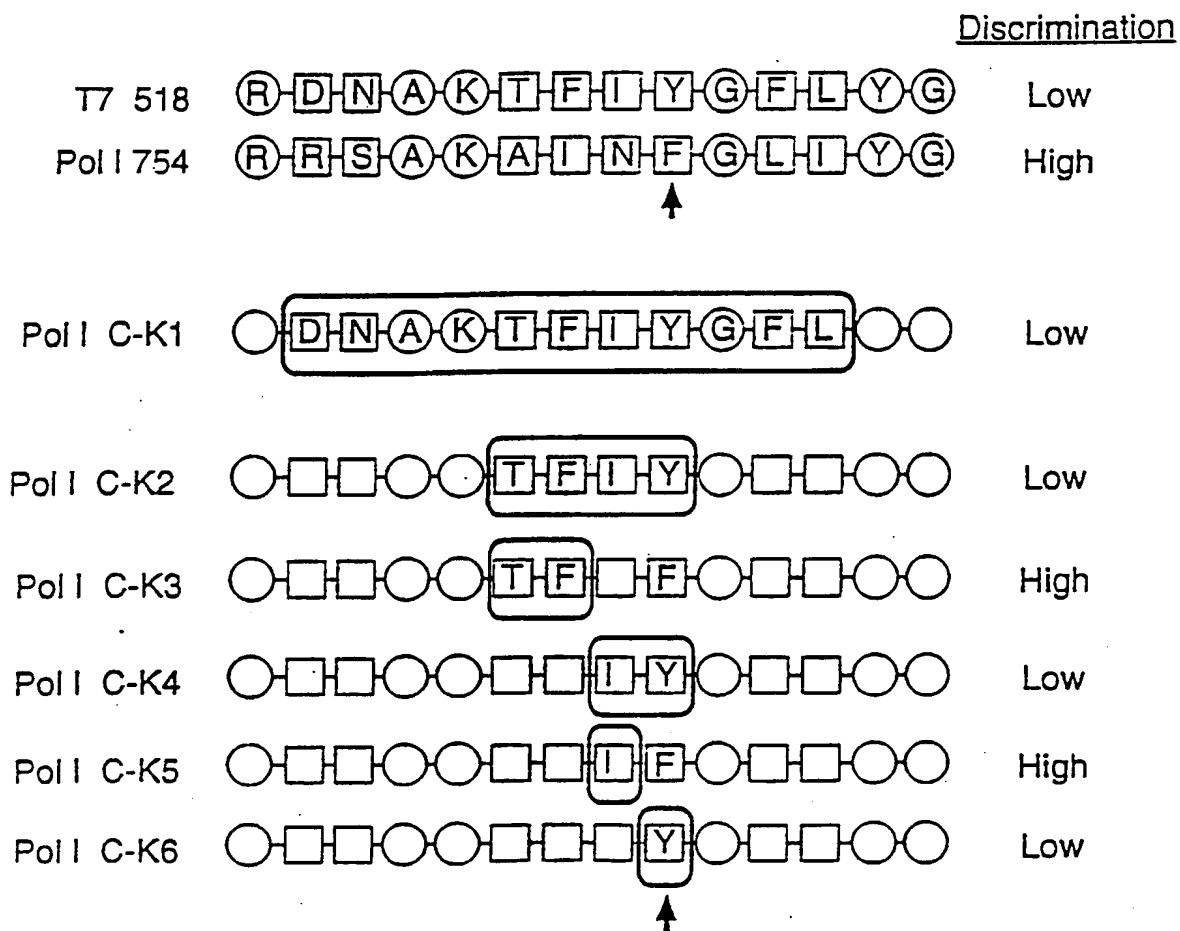 Discrimination
T7 518 R D N A K T F I Y G F L Y G Low
Pol I 754 R R S A K A I N F G L I Y G High
Pol I C-K1 D N A K T F I Y G F L Low
Pol I C-K2 T F I Y Low
Pol I C-K3 T F F High
Pol I C-K4 I Y Low
Pol I C-K5 I F High
Pol I C-K6 Y Low